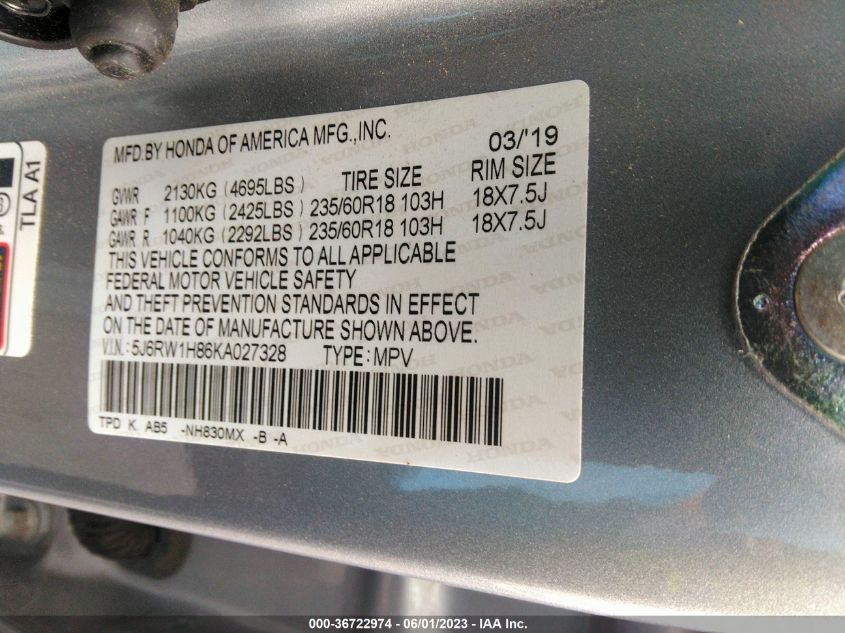 MFD.BY HONDA OF AMERICA MFG.,INC. 03/'19
GVWR 2130KG (4695LBS) TIRE SIZE RIM SIZE
GAWR F 1100KG (2425LBS) 235/60R18 103H 18X7.5J
GAWR R 1040KG (2292LBS) 235/60R18 103H 18X7.5J
THIS VEHICLE CONFORMS TO ALL APPLICABLE
FEDERAL MOTOR VEHICLE SAFETY
AND THEFT PREVENTION STANDARDS IN EFFECT
ON THE DATE OF MANUFACTURE SHOWN ABOVE.
V.I.N.:5J6RW1H86KA027328 TYPE:MPV
TPD K AB5 -NH830MX -B -A
TLA A1
000-36722974 - 06/01/2023 - IAA Inc.